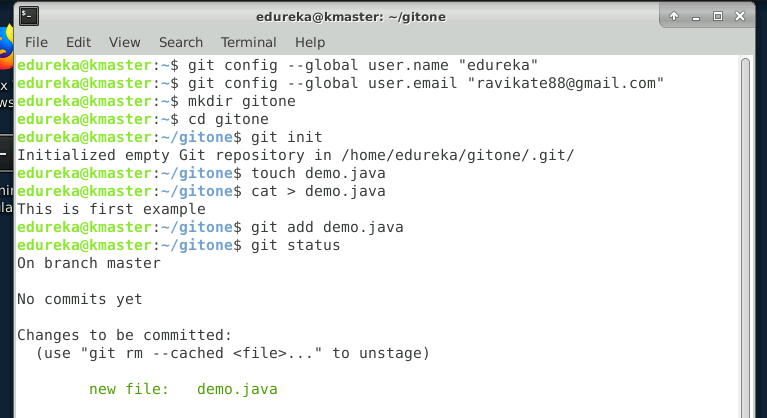 edureka@kmaster: ~/gitone
File Edit View Search Terminal Help
edureka@kmaster:~$ git config --global user.name "edureka"
edureka@kmaster:~$ git config --global user.email "ravikate88@gmail.com"
edureka@kmaster:~$ mkdir gitone
edureka@kmaster:~$ cd gitone
edureka@kmaster:~/gitone$ git init
Initialized empty Git repository in /home/edureka/gitone/.git/
edureka@kmaster:~/gitone$ touch demo.java
edureka@kmaster:~/gitone$ cat > demo.java
This is first example
edureka@kmaster:~/gitone$ git add demo.java
edureka@kmaster:~/gitone$ git status
On branch master

No commits yet

Changes to be committed:
  (use "git rm --cached <file>..." to unstage)

        new file:   demo.java